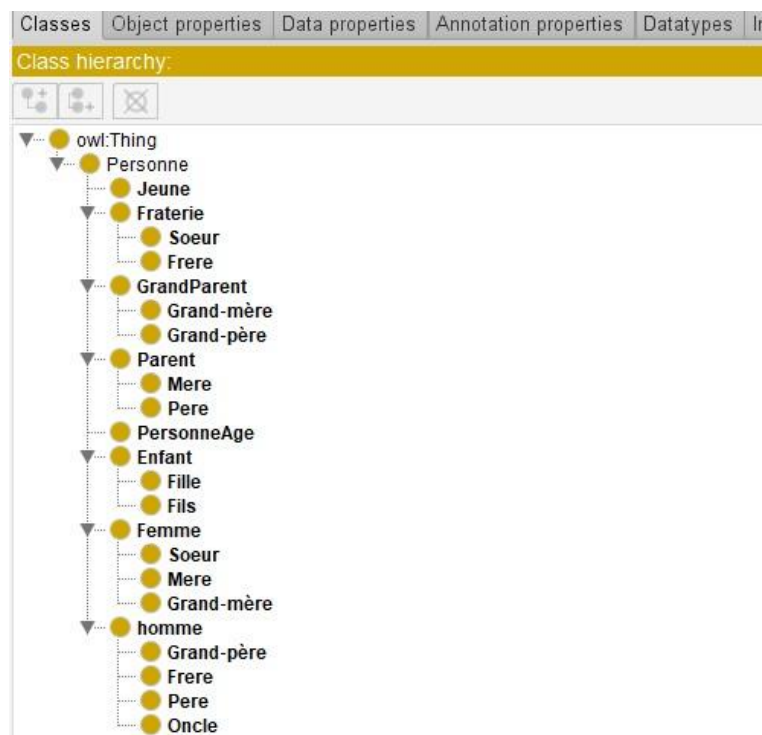 Classes Object properties Data properties Annotation properties Datatypes
Class hierarchy:
owl:Thing
Personne
Jeune
Fraterie
Soeur
Frere
GrandParent
Grand-mère
Grand-père
Parent
Mere
Pere
PersonneAge
Enfant
Fille
Fils
Femme
Soeur
Mere
Grand-mère
homme
Grand-père
Frere
Pere
Oncle